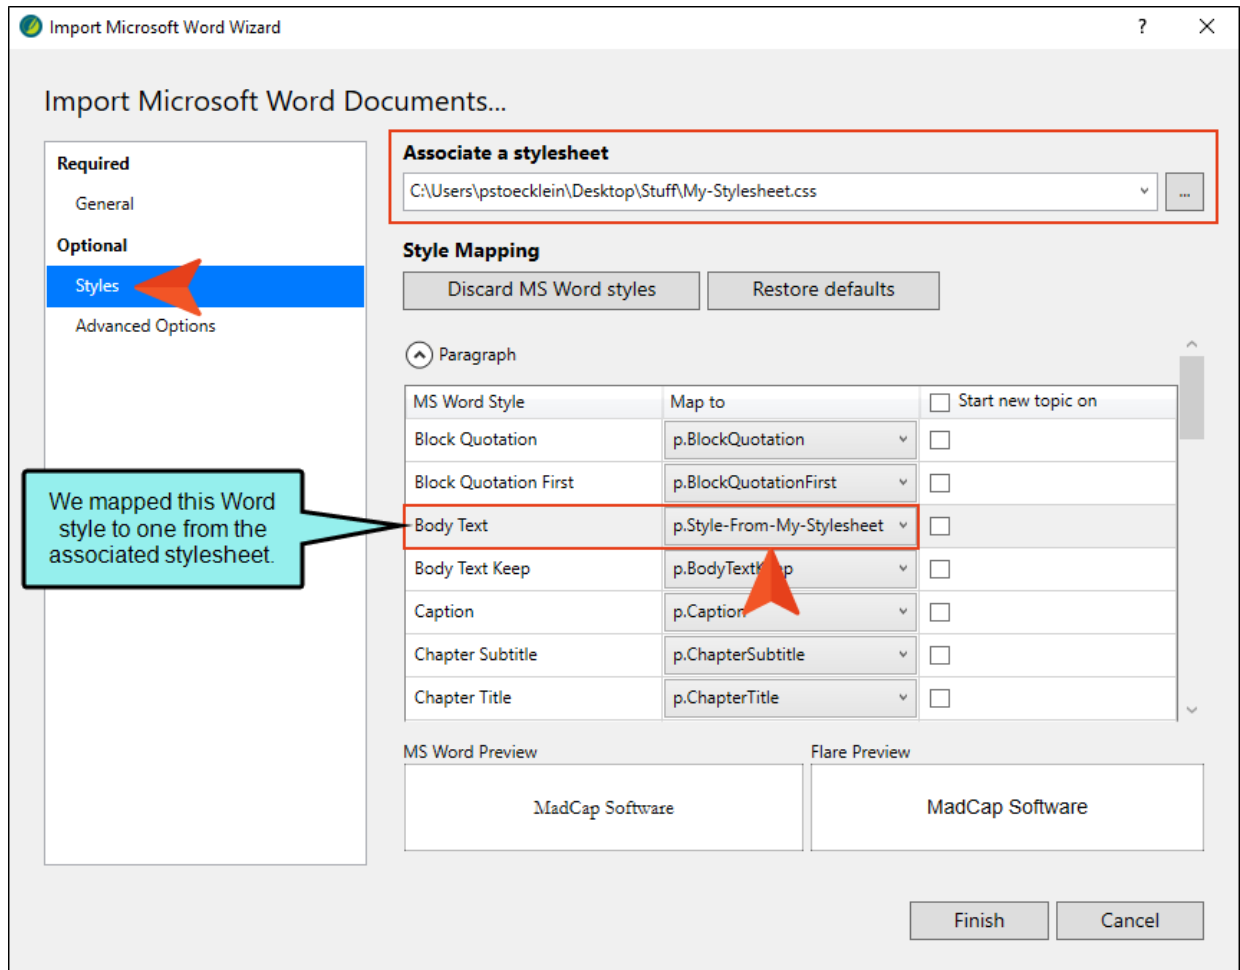 Import Microsoft Word Wizard
?
Import Microsoft Word Documents...
Required
General
Optional
Styles
Advanced Options
Associate a stylesheet
C:\Users\pstoecklein\Desktop\Stuff\My-Stylesheet.css
...
Style Mapping
Discard MS Word styles
Restore defaults
Paragraph
MS Word Style Map to Start new topic on
Block Quotation p.BlockQuotation
Block Quotation First p.BlockQuotationFirst
Body Text p.Style-From-My-Stylesheet
Body Text Keep p.BodyTextKeep
Caption p.Caption
Chapter Subtitle p.ChapterSubtitle
Chapter Title p.ChapterTitle
We mapped this Word
style to one from the
associated stylesheet.
MS Word Preview
MadCap Software
Flare Preview
MadCap Software
Finish
Cancel